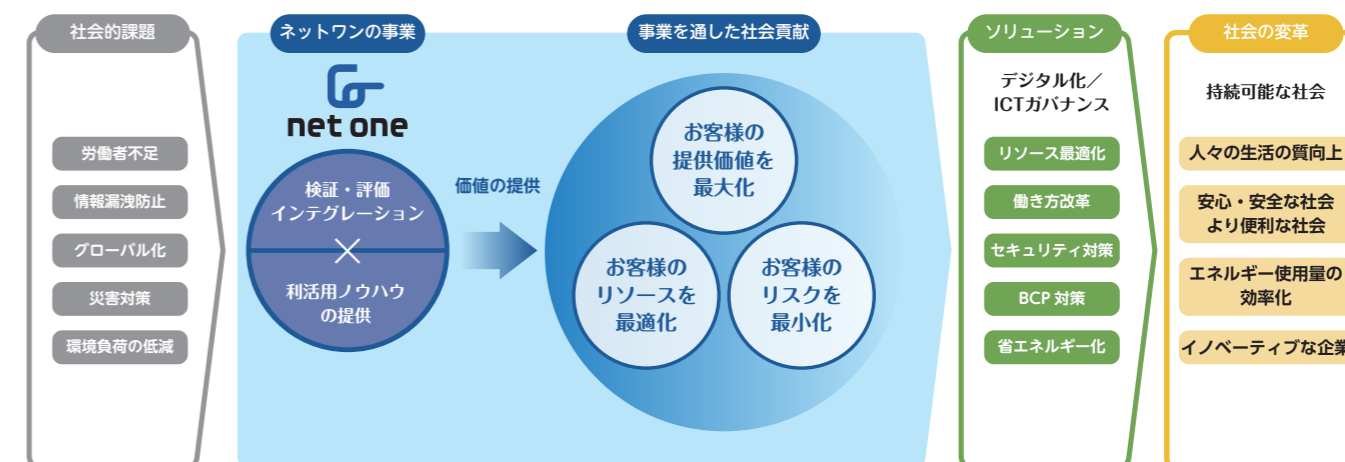 社会的課題
労働者不足
情報漏洩防止
グローバル化
災害対策
環境負荷の低減
ネットワンの事業
net one
検証・評価
インテグレーション
×
利活用ノウハウ
の提供
価値の提供
事業を通した社会貢献
お客様の
提供価値を
最大化
お客様の
リソースを
最適化
お客様の
リスクを
最小化
ソリューション
デジタル化／
ICTガバナンス
リソース最適化
働き方改革
セキュリティ対策
BCP 対策
省エネルギー化
社会の変革
持続可能な社会
人々の生活の質向上
安心・安全な社会
より便利な社会
エネルギー使用量の
効率化
イノベーティブな企業